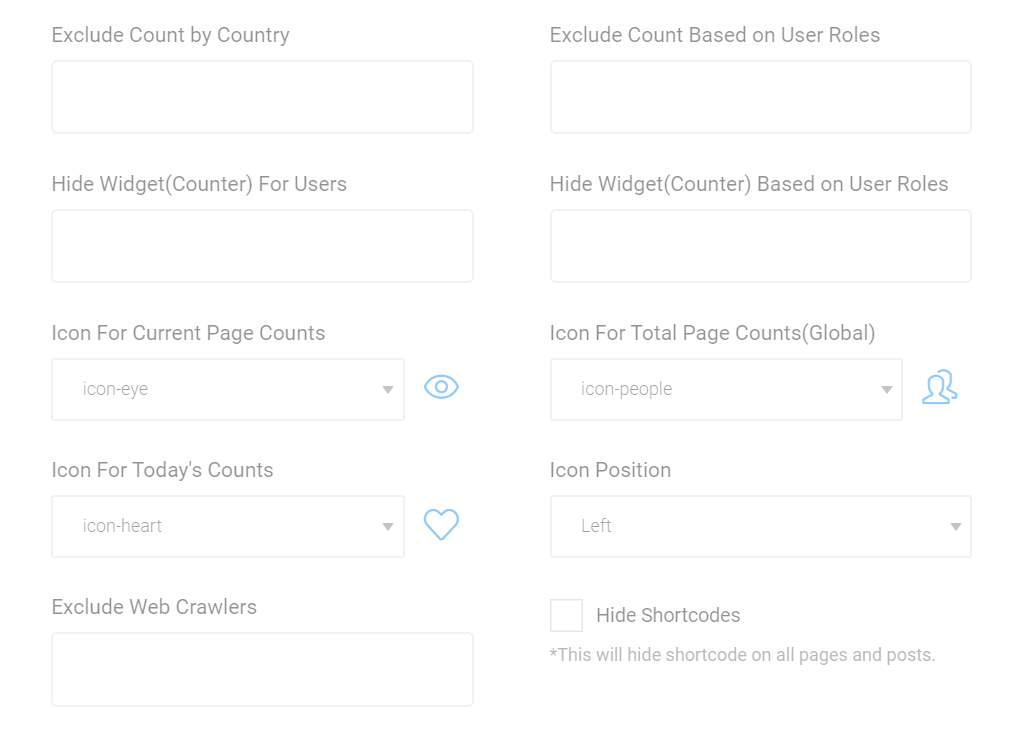 Exclude Count by Country
Exclude Count Based on User Roles
Hide Widget(Counter) For Users
Hide Widget(Counter) Based on User Roles
Icon For Current Page Counts
icon-eye
Icon For Total Page Counts(Global)
icon-people
Icon For Today's Counts
icon-heart
Icon Position
Left
Exclude Web Crawlers
Hide Shortcodes
*This will hide shortcode on all pages and posts.